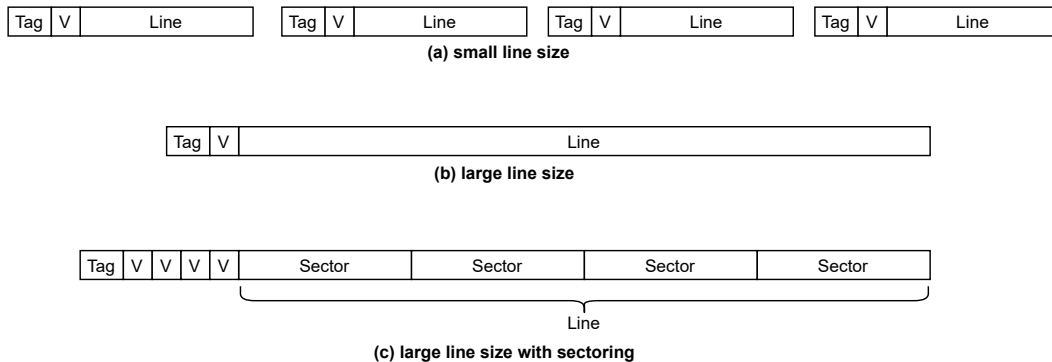 Tag V Line Tag V Line Tag V Line Tag V Line
(a) small line size
Tag V Line
(b) large line size
Tag V V V V Sector Sector Sector Sector
Line
(c) large line size with sectoring